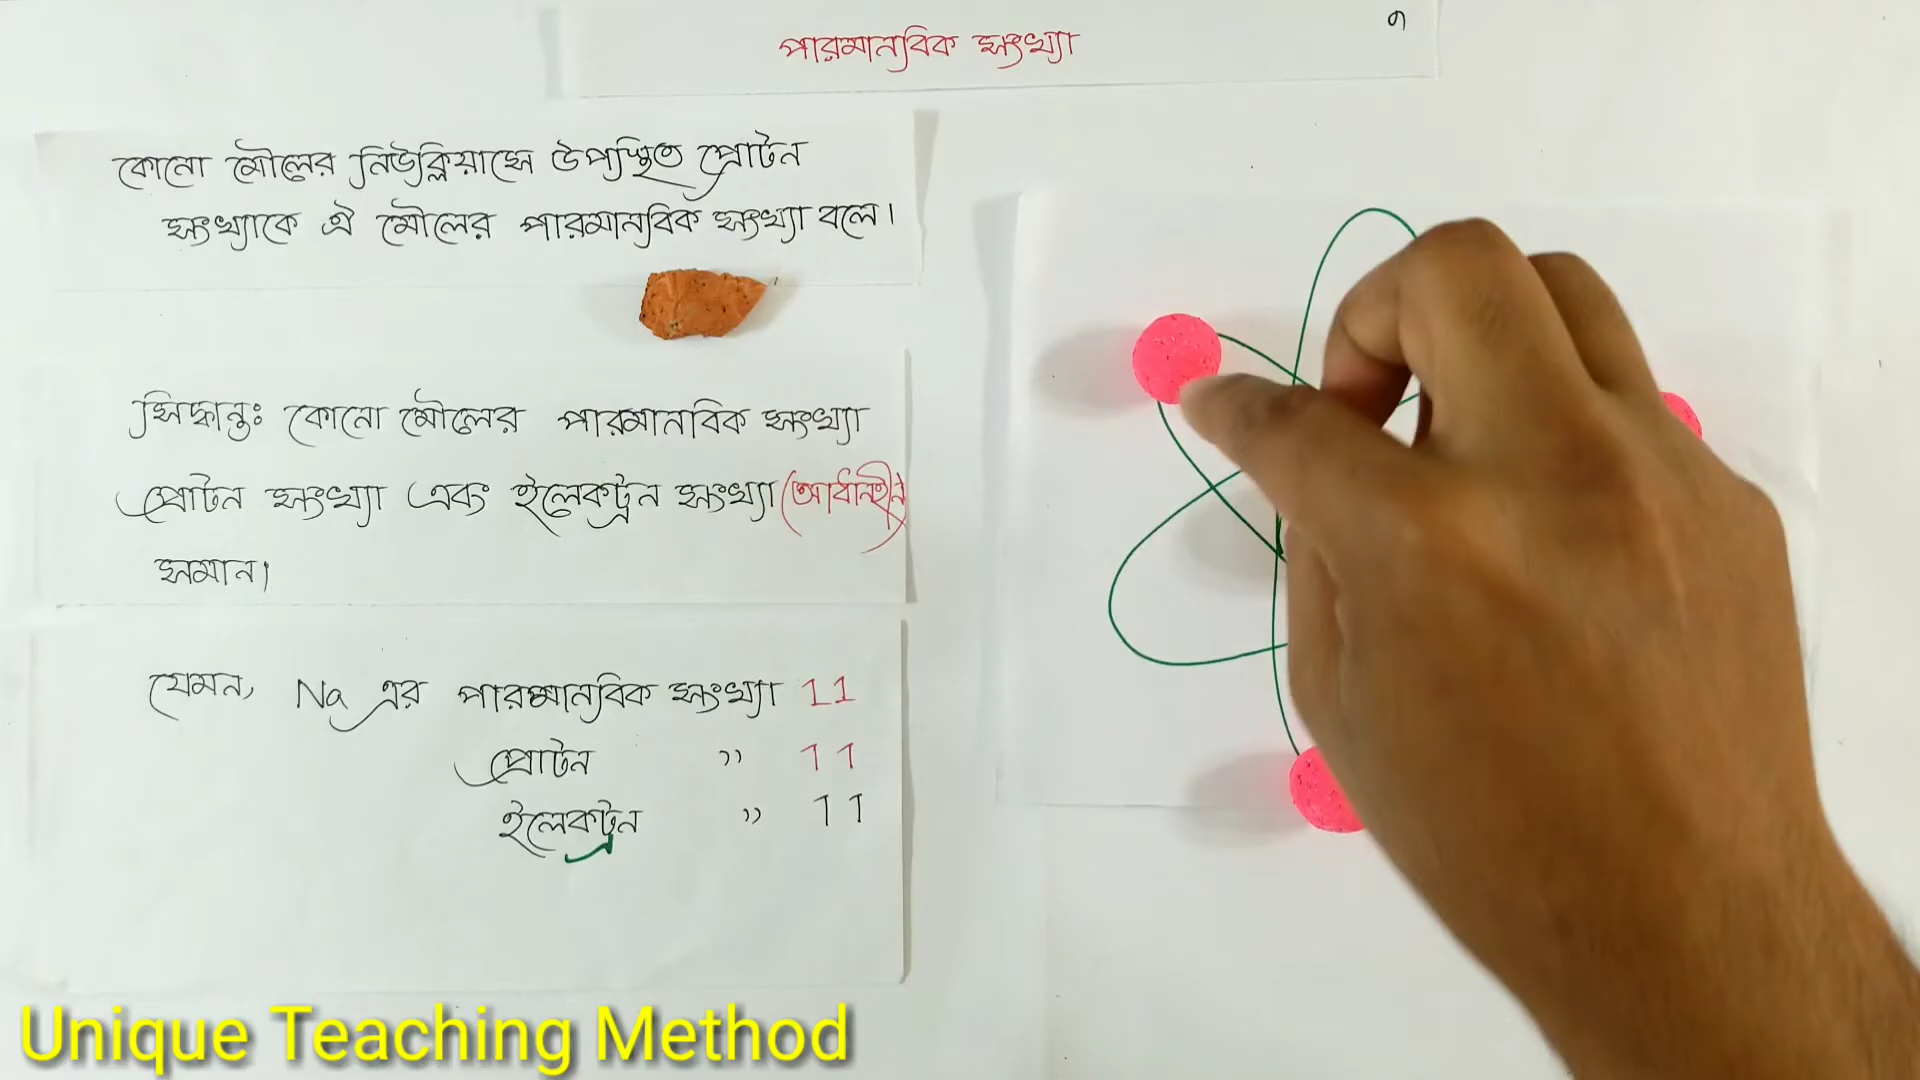 পারমানবিক সংখ্যা
৩
কোনো মৌলের নিউক্লিয়াসে উপস্থিত প্রোটন
সংখ্যাকে ঐ মৌলের পারমানবিক সংখ্যা বলে।
সিদ্ধান্তঃ কোনো মৌলের পারমানবিক সংখ্যা
প্রোটন সংখ্যা এবং ইলেকট্রন সংখ্যা (আধানহীন)
সমান।
যেমন, Na এর পারমানবিক সংখ্যা 11
প্রোটন " 11
ইলেকট্রন " 11
Unique Teaching Method